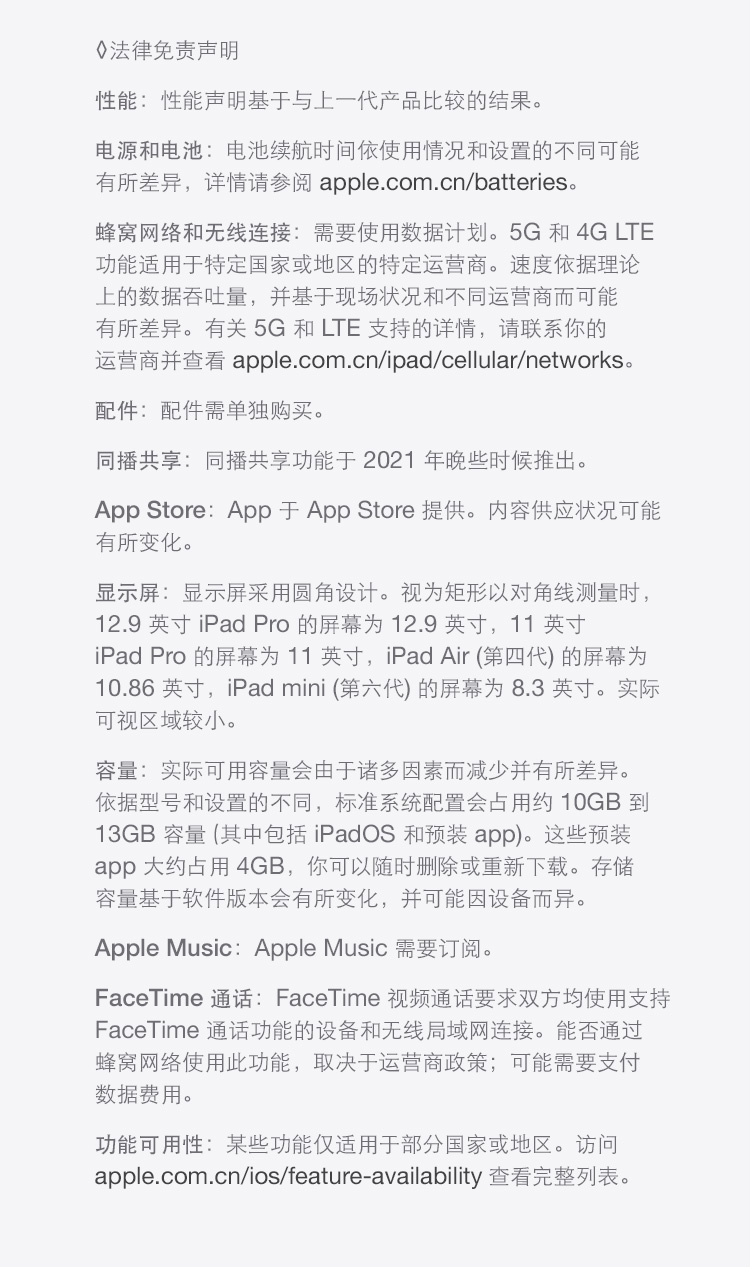 ◊法律免责声明
性能：性能声明基于与上一代产品比较的结果。
电源和电池：电池续航时间依使用情况和设置的不同可能
有所差异，详情请参阅 apple.com.cn/batteries。
蜂窝网络和无线连接：需要使用数据计划。5G 和 4G LTE
功能适用于特定国家或地区的特定运营商。速度依据理论
上的数据吞吐量，并基于现场状况和不同运营商而可能
有所差异。有关 5G 和 LTE 支持的详情，请联系你的
运营商并查看 apple.com.cn/ipad/cellular/networks。
配件：配件需单独购买。
同播共享：同播共享功能于 2021 年晚些时候推出。
App Store：App 于 App Store 提供。内容供应状况可能
有所变化。
显示屏：显示屏采用圆角设计。视为矩形以对角线测量时，
12.9 英寸 iPad Pro 的屏幕为 12.9 英寸，11 英寸
iPad Pro 的屏幕为 11 英寸，iPad Air (第四代) 的屏幕为
10.86 英寸，iPad mini (第六代) 的屏幕为 8.3 英寸。实际
可视区域较小。
容量：实际可用容量会由于诸多因素而减少并有所差异。
依据型号和设置的不同，标准系统配置会占用约 10GB 到
13GB 容量 (其中包括 iPadOS 和预装 app)。这些预装
app 大约占用 4GB，你可以随时删除或重新下载。存储
容量基于软件版本会有所变化，并可能因设备而异。
Apple Music：Apple Music 需要订阅。
FaceTime 通话：FaceTime 视频通话要求双方均使用支持
FaceTime 通话功能的设备和无线局域网连接。能否通过
蜂窝网络使用此功能，取决于运营商政策；可能需要支付
数据费用。
功能可用性：某些功能仅适用于部分国家或地区。访问
apple.com.cn/ios/feature-availability 查看完整列表。